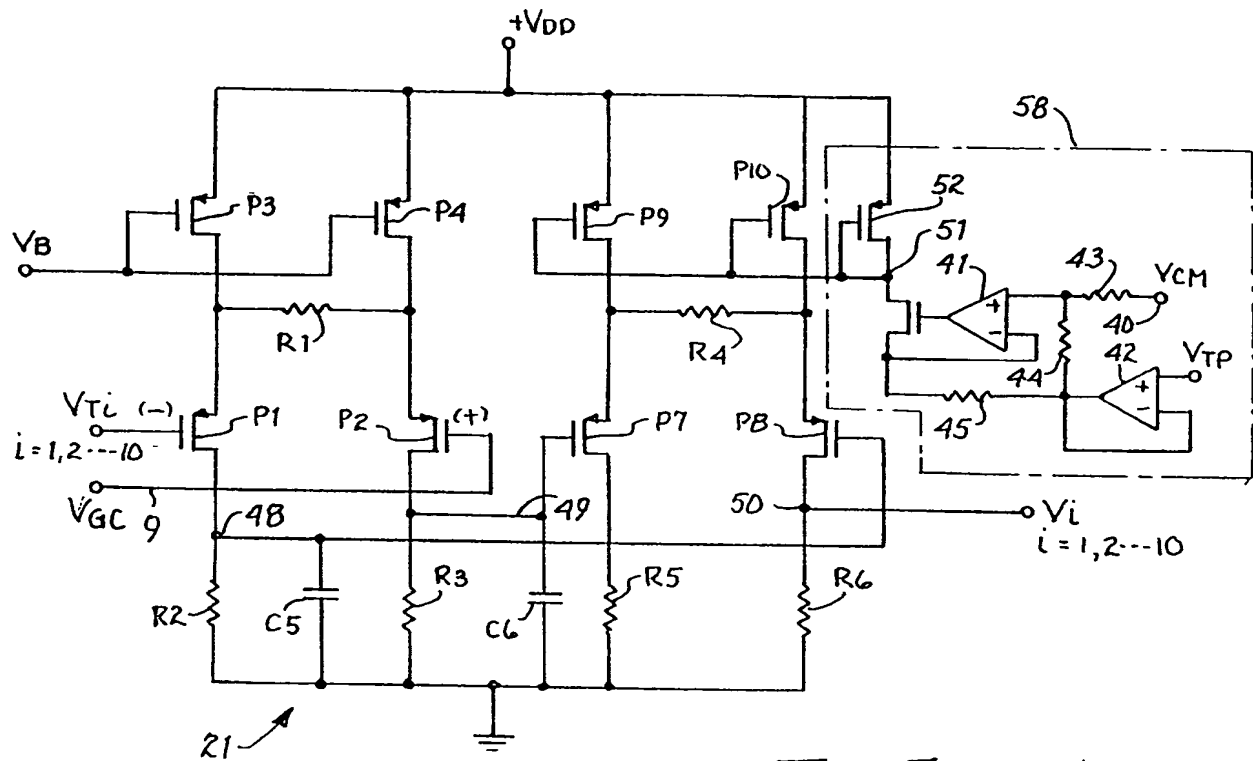 +VDD
58
P10
P3
P4
P9
52
51
VB
41
43
VCM
40
R1
R4
44
42
VTP
VTi (-)
P1
P2
(+)
P7
P8
45
i=1,2---10
VGC
9
48
49
50
Vi
i=1,2---10
R2
C5
R3
C6
R5
R6
21